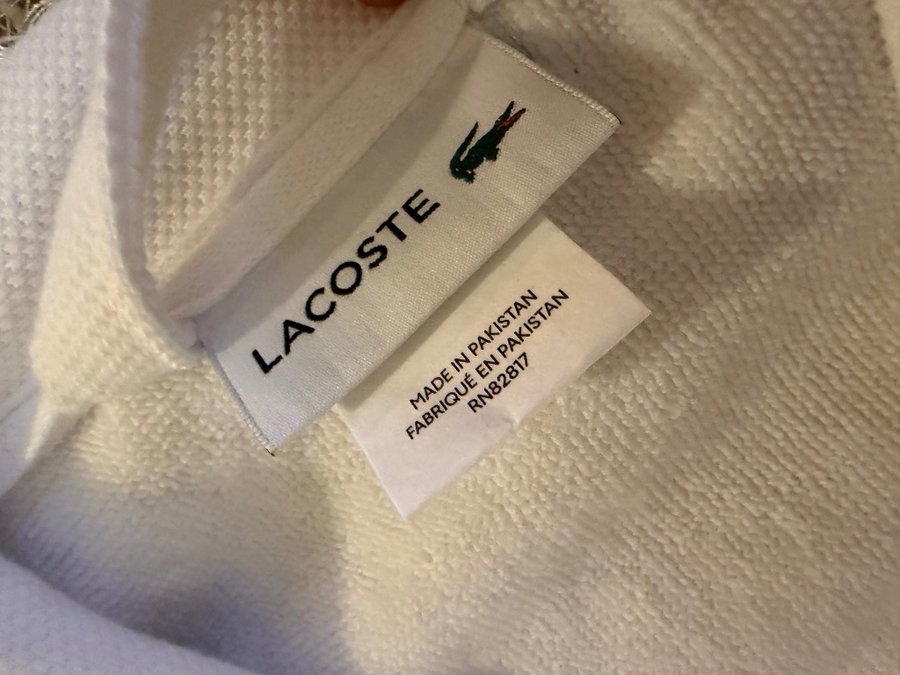 LACOSTE
MADE IN PAKISTAN
FABRIQUÉ EN PAKISTAN
RN82817